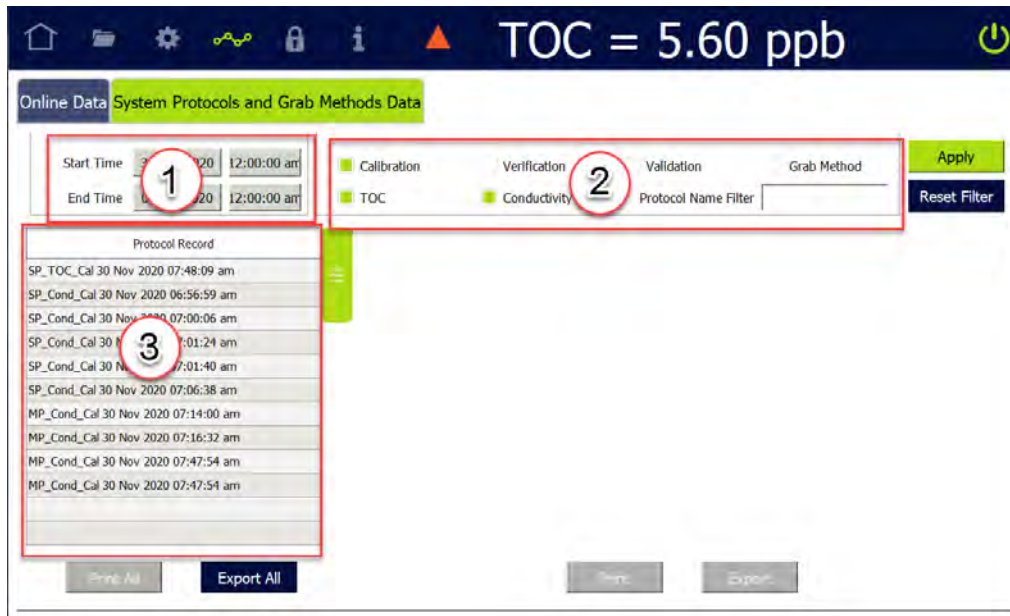 TOC = 5.60 ppb
Online Data System Protocols and Grab Methods Data
Start Time 12:00:00 am
End Time 12:00:00 am
1
Calibration Verification Validation Grab Method
TOC Conductivity Protocol Name Filter
2
Apply
Reset Filter
Protocol Record
SP_TOC_Cal 30 Nov 2020 07:48:09 am
SP_Cond_Cal 30 Nov 2020 06:56:59 am
SP_Cond_Cal 30 Nov 2020 07:00:06 am
SP_Cond_Cal 30 :01:24 am
SP_Cond_Cal 30 :01:40 am
SP_Cond_Cal 30 Nov 2020 07:06:38 am
MP_Cond_Cal 30 Nov 2020 07:14:00 am
MP_Cond_Cal 30 Nov 2020 07:16:32 am
MP_Cond_Cal 30 Nov 2020 07:47:54 am
MP_Cond_Cal 30 Nov 2020 07:47:54 am
3
Print All Export All Print Export